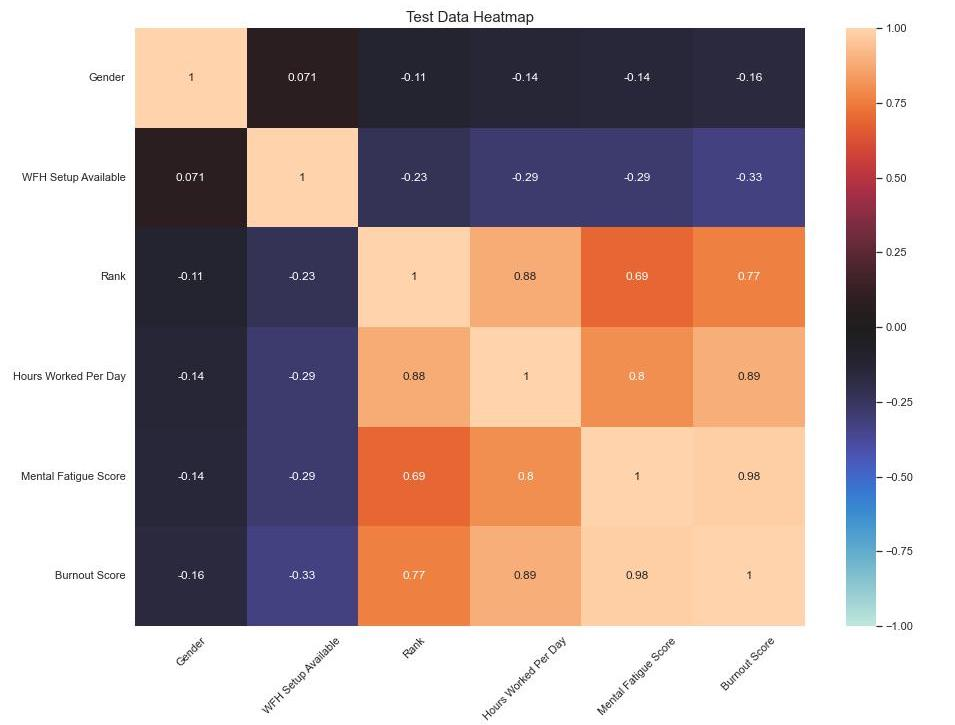 Test Data Heatmap
Gender 1 0.071 -0.11 -0.14 -0.14 -0.16
WFH Setup Available 0.071 1 -0.23 -0.29 -0.29 -0.33
Rank -0.11 -0.23 1 0.88 0.69 0.77
Hours Worked Per Day -0.14 -0.29 0.88 1 0.8 0.89
Mental Fatigue Score -0.14 -0.29 0.69 0.8 1 0.98
Burnout Score -0.16 -0.33 0.77 0.89 0.98 1
Gender
WFH Setup Available
Rank
Hours Worked Per Day
Mental Fatigue Score
Burnout Score
1.00
0.75
0.50
0.25
0.00
−0.25
−0.50
−0.75
−1.00